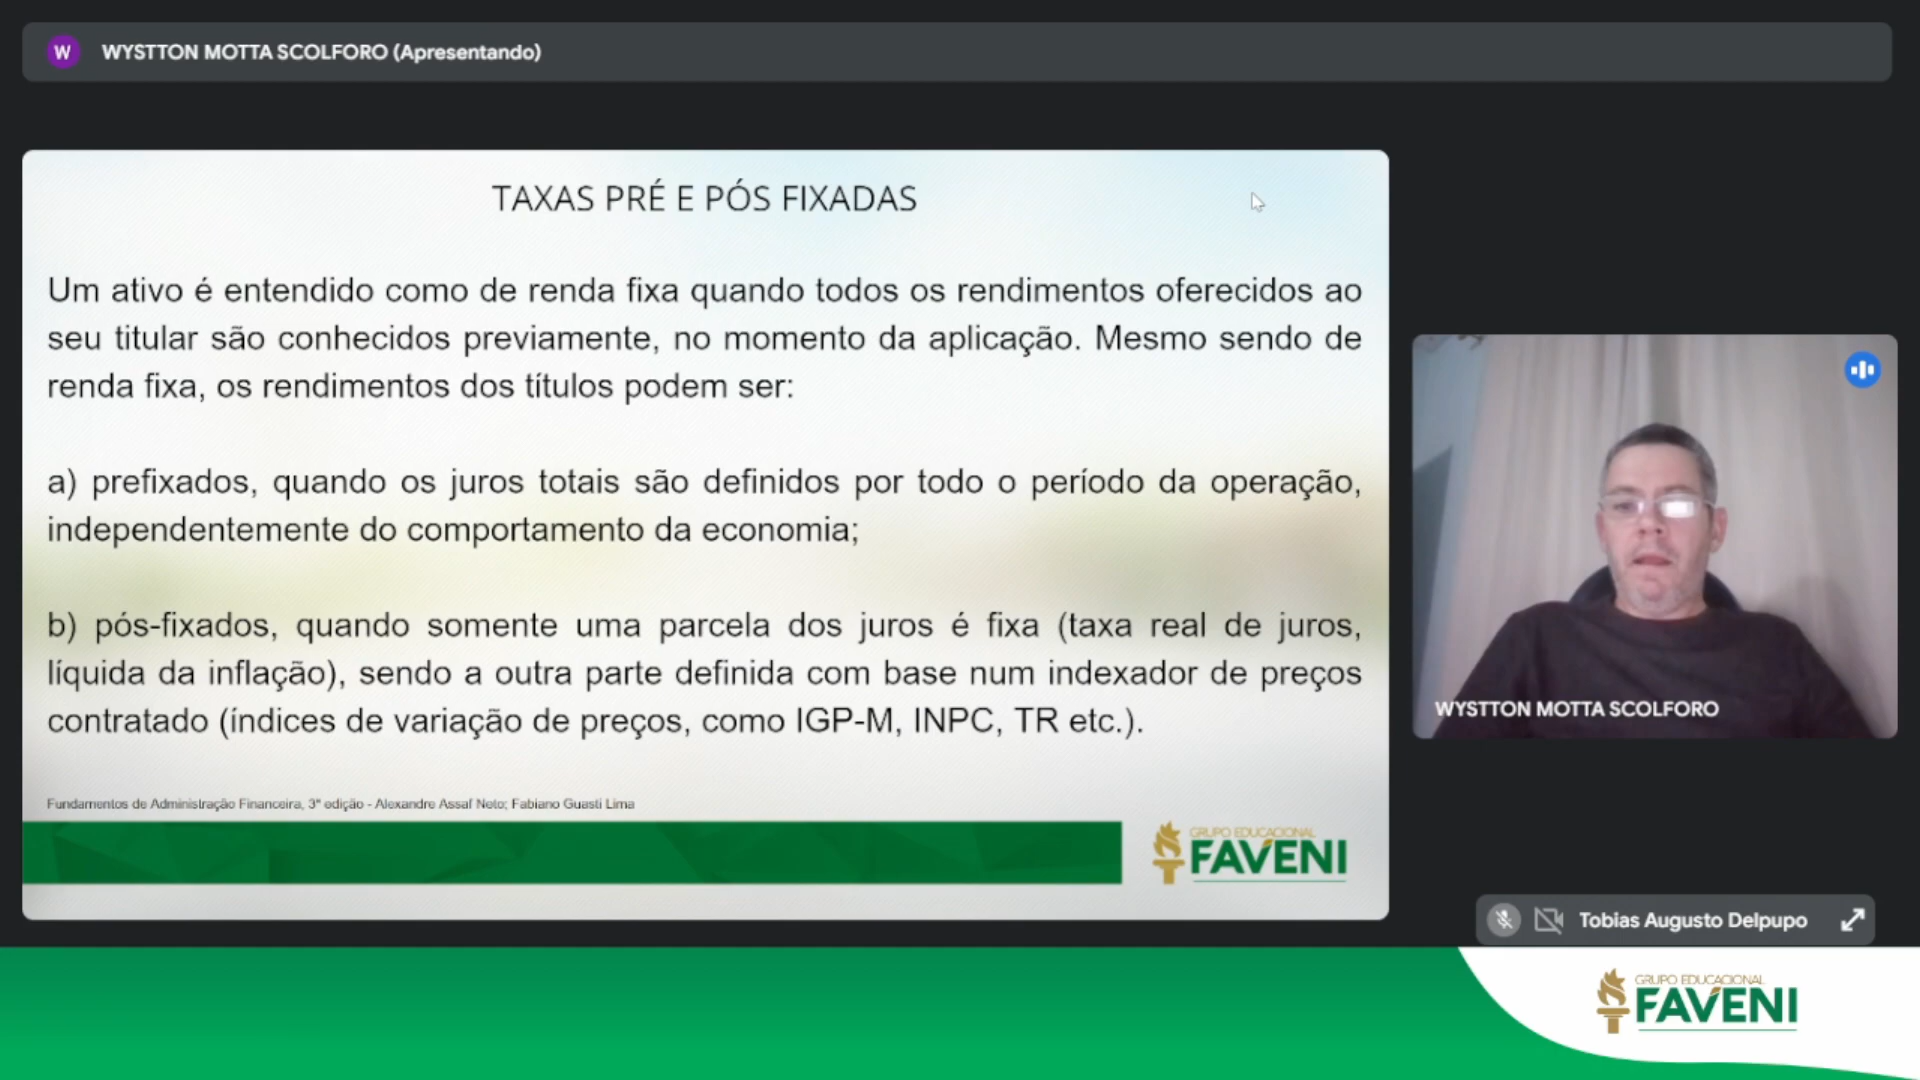 W WYSTTON MOTTA SCOLFORO (Apresentando)
TAXAS PRÉ E PÓS FIXADAS
Um ativo é entendido como de renda fixa quando todos os rendimentos oferecidos ao
seu titular são conhecidos previamente, no momento da aplicação. Mesmo sendo de
renda fixa, os rendimentos dos títulos podem ser:
a) prefixados, quando os juros totais são definidos por todo o período da operação,
independentemente do comportamento da economia;
b) pós-fixados, quando somente uma parcela dos juros é fixa (taxa real de juros,
líquida da inflação), sendo a outra parte definida com base num indexador de preços
contratado (índices de variação de preços, como IGP-M, INPC, TR etc.).
Fundamentos de Administração Financeira, 3ª edição - Alexandre Assaf Neto; Fabiano Guasti Lima
GRUPO EDUCACIONAL
FAVENI
WYSTTON MOTTA SCOLFORO
Tobias Augusto Delpupo
GRUPO EDUCACIONAL
FAVENI